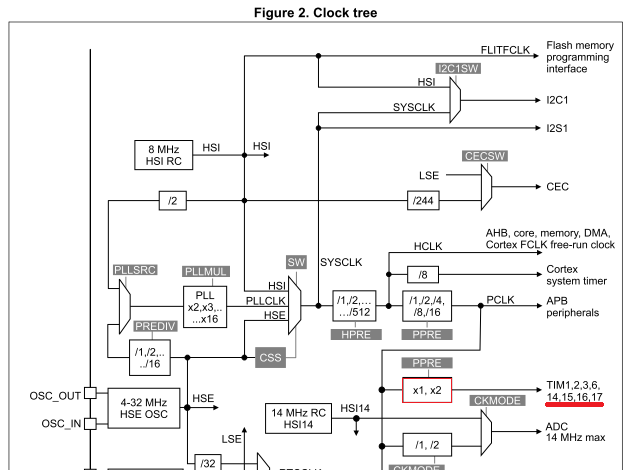 Figure 2. Clock tree
FLITFCLK
Flash memory
programming
interface
I2C1SW
HSI
I2C1
SYSCLK
I2S1
8 MHz
HSI RC
HSI
HSI
CECSW
LSE
CEC
/2
/244
AHB, core, memory, DMA,
Cortex FCLK free-run clock
HCLK
SW
SYSCLK
PLLSRC
PLLMUL
/8
Cortex
system timer
HSI
PLL
x2,x3,..
...x16
PLLCLK
HSE
/1,/2,...
.../512
/1,/2,/4,
/8,/16
PCLK
APB
peripherals
PREDIV
HPRE
PPRE
/1,/2,..
../16
CSS
PPRE
x1, x2
TIM1,2,3,6,
14,15,16,17
OSC_OUT
OSC_IN
4-32 MHz
HSE OSC
HSE
14 MHz RC
HSI14
HSI14
CKMODE
ADC
14 MHz max
LSE
/1, /2
/32
CKMODE